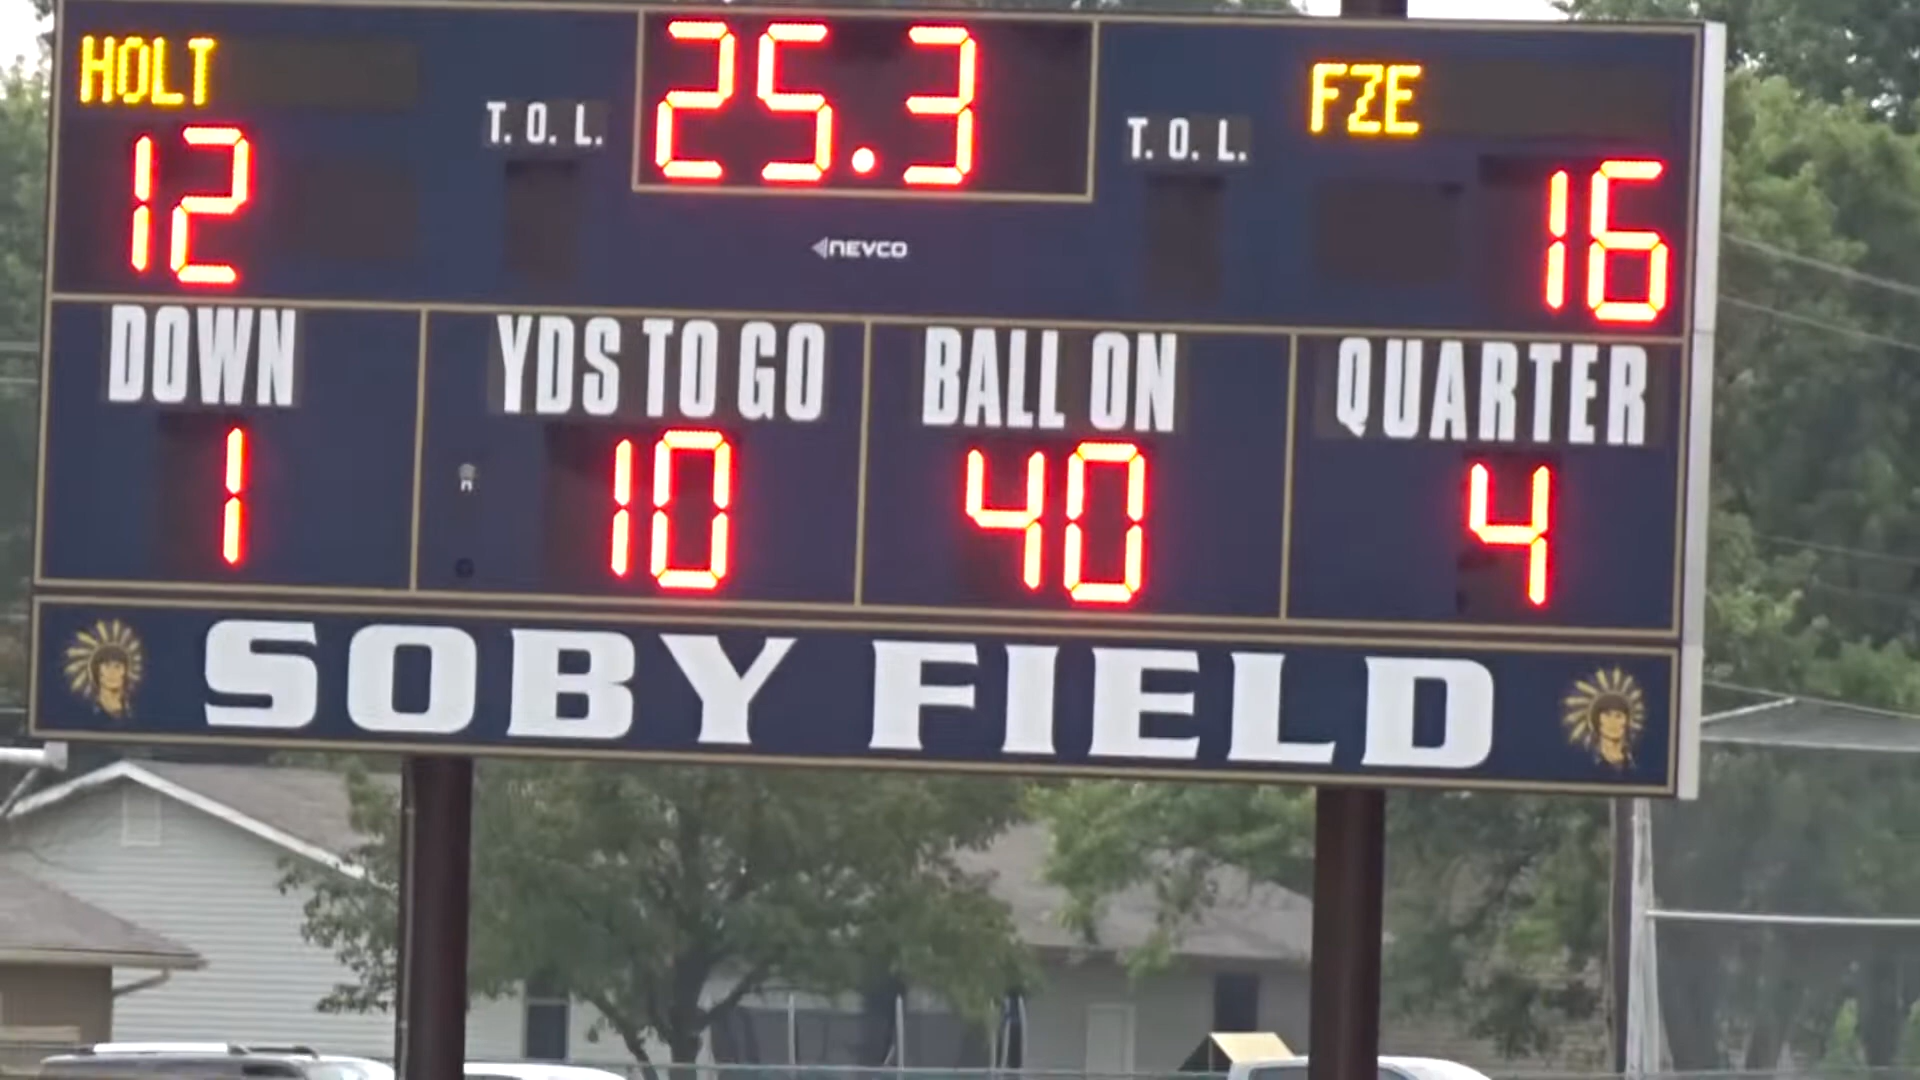 HOLT 25.3 FZE
T. O. L. T. O. L.
12 16
NEVCO
DOWN YDS TO GO BALL ON QUARTER
1 10 40 4
SOBY FIELD